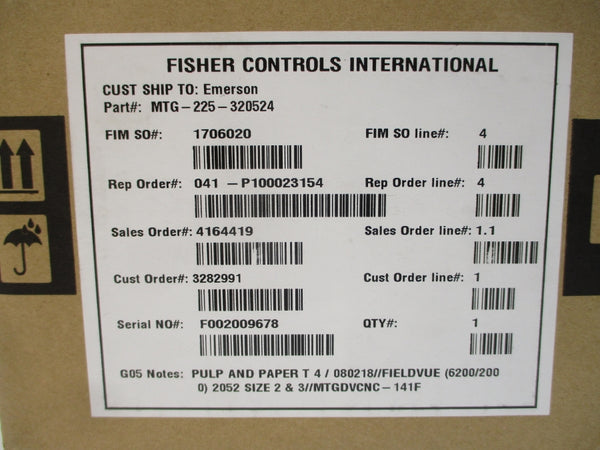 FISHER CONTROLS INTERNATIONAL
CUST SHIP TO: Emerson
Part#: MTG-225-320524
FIM SO#: 1706020 FIM SO line#: 4
Rep Order#: 041 -P100023154 Rep Order line#: 4
Sales Order#: 4164419 Sales Order line#: 1.1
Cust Order#: 3282991 Cust Order line#: 1
Serial NO#: F002009678 QTY#: 1
G05 Notes: PULP AND PAPER T 4 / 080218//FIELDVUE (6200/200
0) 2052 SIZE 2 & 3//MTGDVCNC-141F